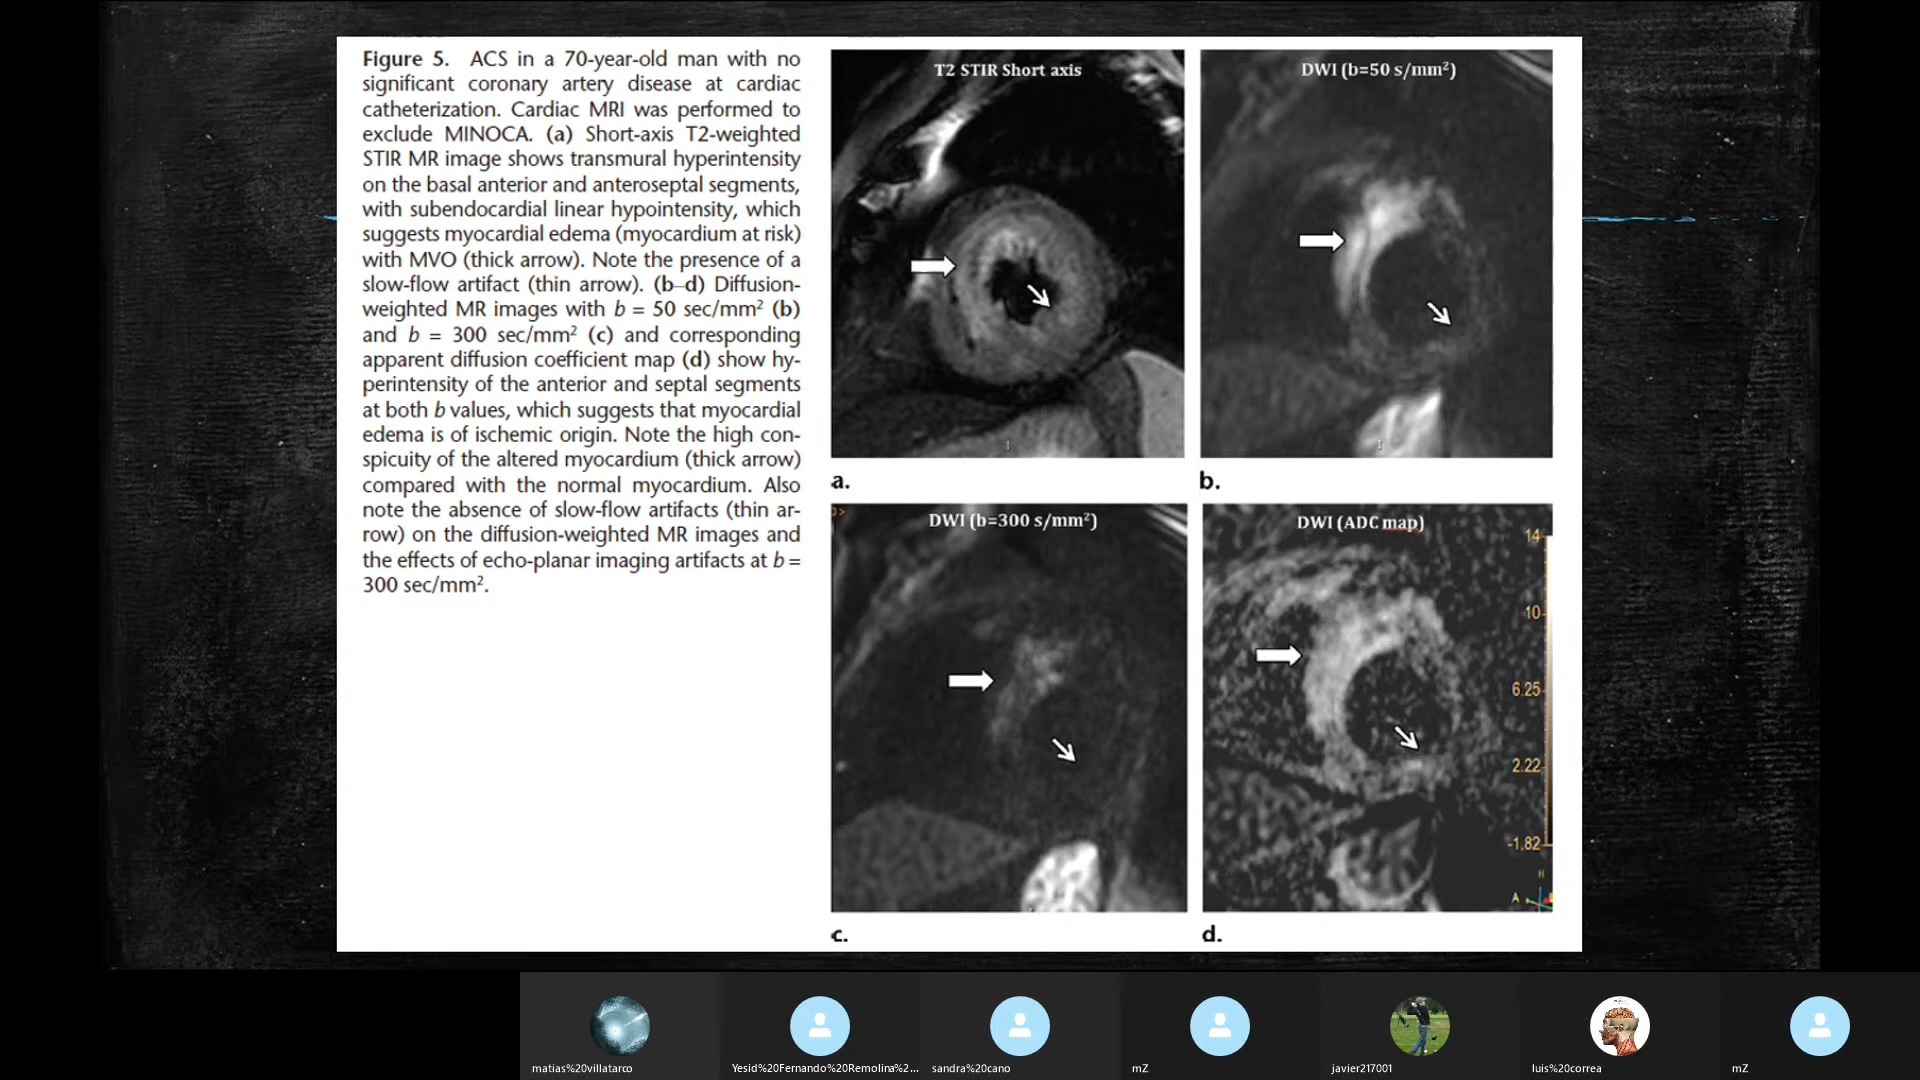 Figure 5. ACS in a 70-year-old man with no
significant coronary artery disease at cardiac
catheterization. Cardiac MRI was performed to
exclude MINOCA. (a) Short-axis T2-weighted
STIR MR image shows transmural hyperintensity
on the basal anterior and anteroseptal segments,
with subendocardial linear hypointensity, which
suggests myocardial edema (myocardium at risk)
with MVO (thick arrow). Note the presence of a
slow-flow artifact (thin arrow). (b–d) Diffusion-
weighted MR images with b = 50 sec/mm² (b)
and b = 300 sec/mm² (c) and corresponding
apparent diffusion coefficient map (d) show hy-
perintensity of the anterior and septal segments
at both b values, which suggests that myocardial
edema is of ischemic origin. Note the high con-
spicuity of the altered myocardium (thick arrow)
compared with the normal myocardium. Also
note the absence of slow-flow artifacts (thin ar-
row) on the diffusion-weighted MR images and
the effects of echo-planar imaging artifacts at b =
300 sec/mm².
T2 STIR Short axis
DWI (b=50 s/mm²)
a.
b.
DWI (b=300 s/mm²)
DWI (ADC map)
14
10
6.25
2.22
-1.82
H
A
c.
d.
matias%20villatarco
Yesid%20Fernando%20Remolina%2...
sandra%20cano
mZ
javier217001
luis%20correa
mZ